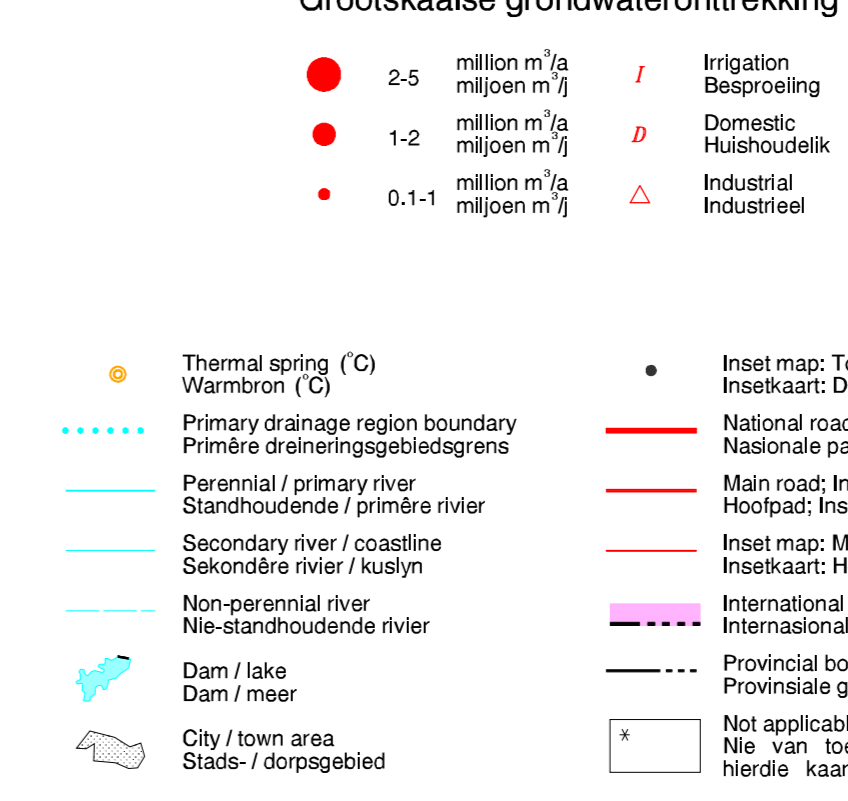 Grootskaalse grondwateronttrekking
2-5 million m³/a
miljoen m³/j
I Irrigation
Besproeiing
1-2 million m³/a
miljoen m³/j
D Domestic
Huishoudelik
0.1-1 million m³/a
miljoen m³/j
Industrial
Industrieel
Thermal spring (°C)
Warmbron (°C)
Primary drainage region boundary
Primêre dreineringsgebiedsgrens
Perennial / primary river
Standhoudende / primêre rivier
Secondary river / coastline
Sekondêre rivier / kuslyn
Non-perennial river
Nie-standhoudende rivier
Dam / lake
Dam / meer
City / town area
Stads- / dorpsgebied
Inset map:
Insetkaart:
National
Nasionale
Main road;
Hoofpad;
Inset map:
Insetkaart:
International
Provincial
Provinsiale
*
Not
Nie van
hierdie